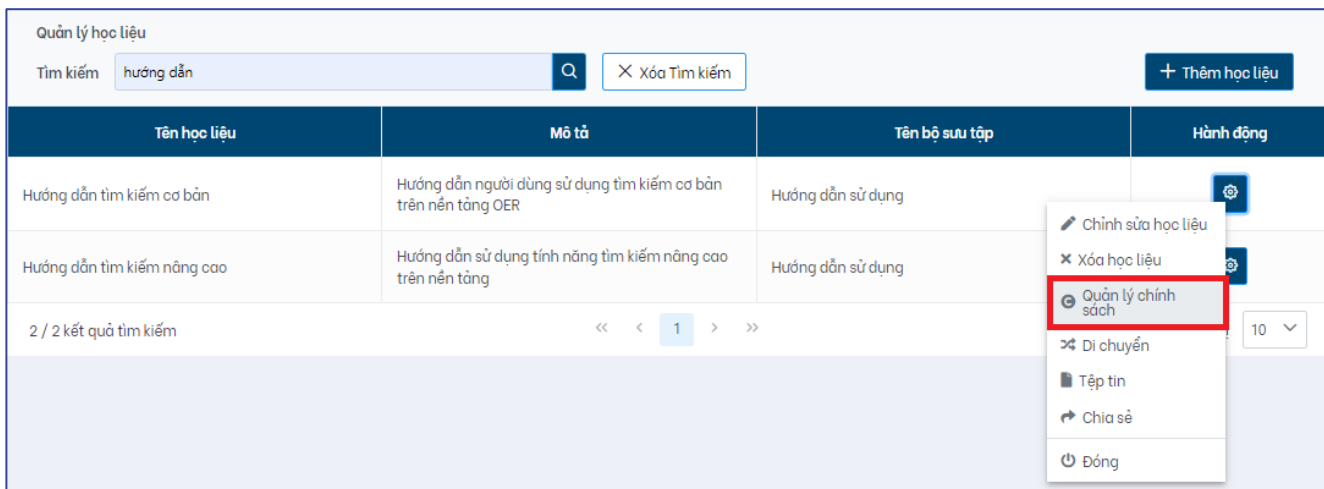 Quản lý học liệu
Tìm kiếm hướng dẫn Xóa Tìm kiếm + Thêm học liệu
Tên học liệu Mô tả Tên bộ sưu tập Hành động
Hướng dẫn tìm kiếm cơ bản
Hướng dẫn người dùng sử dụng tìm kiếm cơ bản
trên nền tảng OER
Hướng dẫn sử dụng
Hướng dẫn tìm kiếm nâng cao
Hướng dẫn sử dụng tính năng tìm kiếm nâng cao
trên nền tảng
Hướng dẫn sử dụng
2 / 2 kết quả tìm kiếm << < 1 > >> 10
Chỉnh sửa học liệu
Xóa học liệu
Quản lý chính
sách
Di chuyển
Tệp tin
Chia sẻ
Đóng